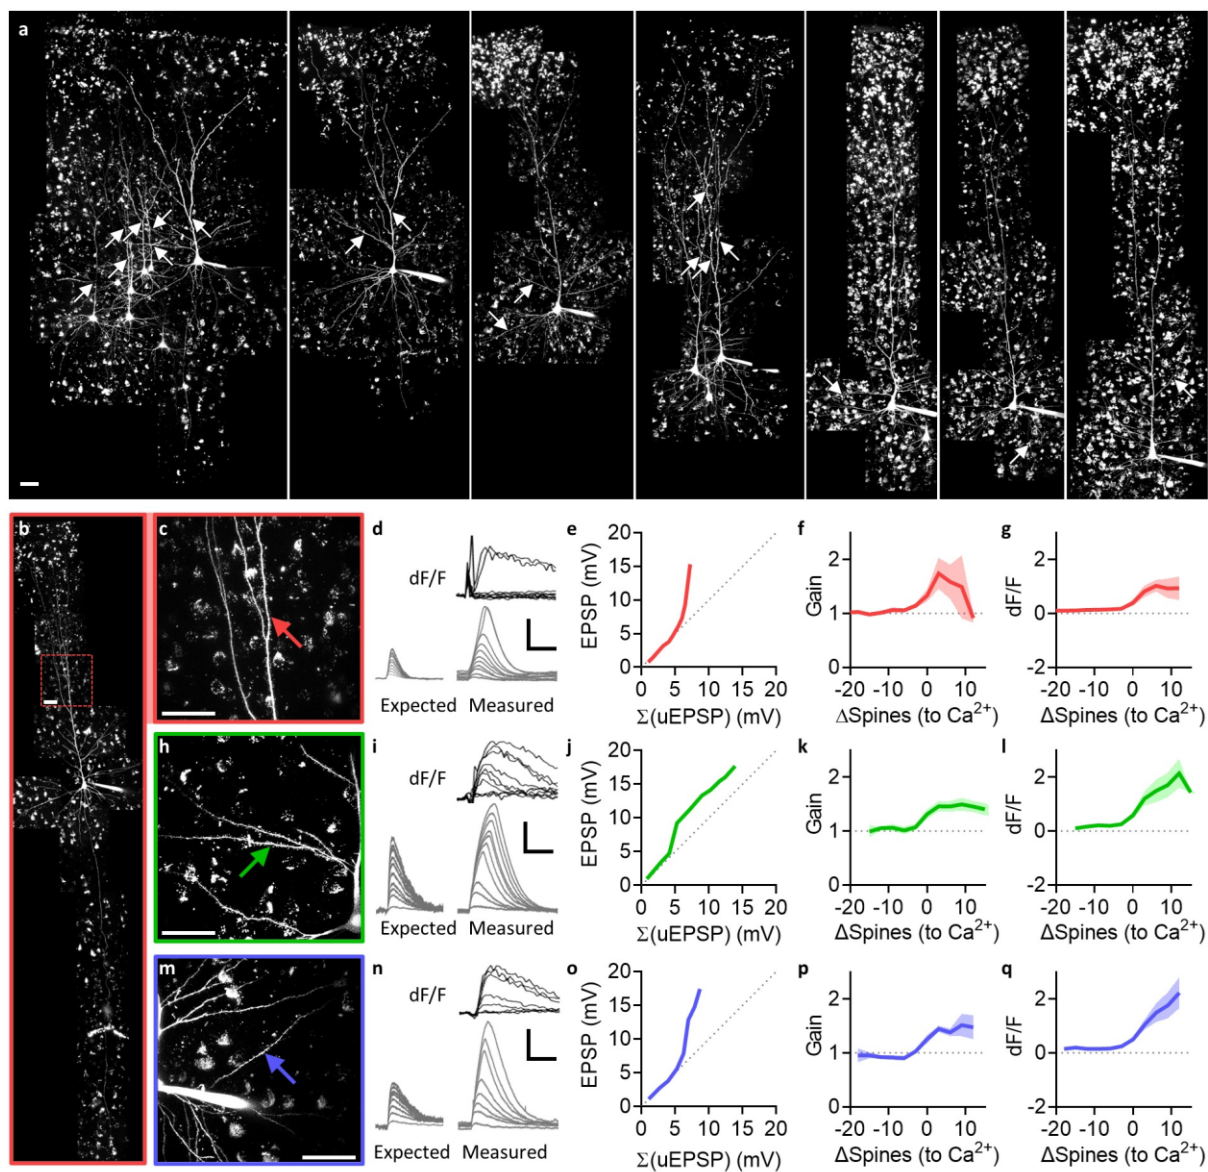 a
b
c
d
dF/F
Expected Measured
e
EPSP (mV)
20
15
10
5
0
0 5 10 15 20
Σ(uEPSP) (mV)
f
Gain
2
1
0
-20 -10 0 10
ΔSpines (to Ca²⁺)
g
dF/F
2
0
-2
-20 -10 0 10
ΔSpines (to Ca²⁺)
h
i
dF/F
Expected Measured
j
EPSP (mV)
20
15
10
5
0
0 5 10 15 20
Σ(uEPSP) (mV)
k
Gain
2
1
0
-20 -10 0 10
ΔSpines (to Ca²⁺)
l
dF/F
2
0
-2
-20 -10 0 10
ΔSpines (to Ca²⁺)
m
n
dF/F
Expected Measured
o
EPSP (mV)
20
15
10
5
0
0 5 10 15 20
Σ(uEPSP) (mV)
p
Gain
2
1
0
-20 -10 0 10
ΔSpines (to Ca²⁺)
q
dF/F
2
0
-2
-20 -10 0 10
ΔSpines (to Ca²⁺)